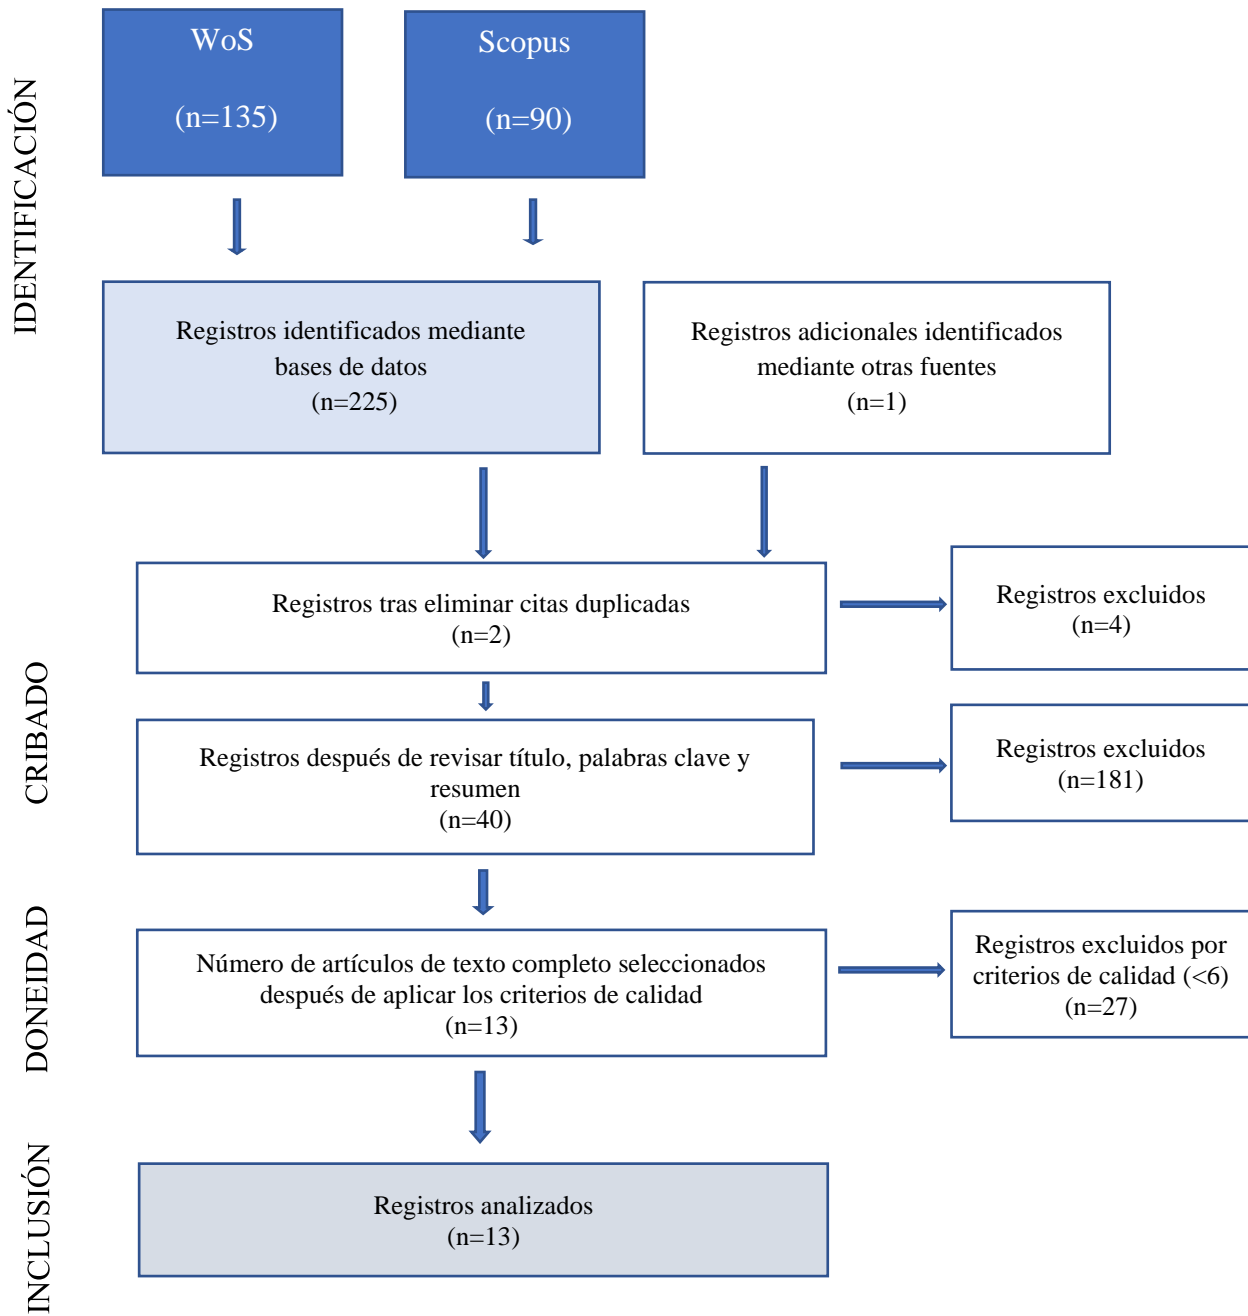 IDENTIFICACIÓN
WoS
(n=135)
Scopus
(n=90)
Registros identificados mediante
bases de datos
(n=225)
Registros adicionales identificados
mediante otras fuentes
(n=1)
Registros tras eliminar citas duplicadas
(n=2)
Registros excluidos
(n=4)
CRIBADO
Registros después de revisar título, palabras clave y
resumen
(n=40)
Registros excluidos
(n=181)
DONEIDAD
Número de artículos de texto completo seleccionados
después de aplicar los criterios de calidad
(n=13)
Registros excluidos por
criterios de calidad (<6)
(n=27)
INCLUSIÓN
Registros analizados
(n=13)